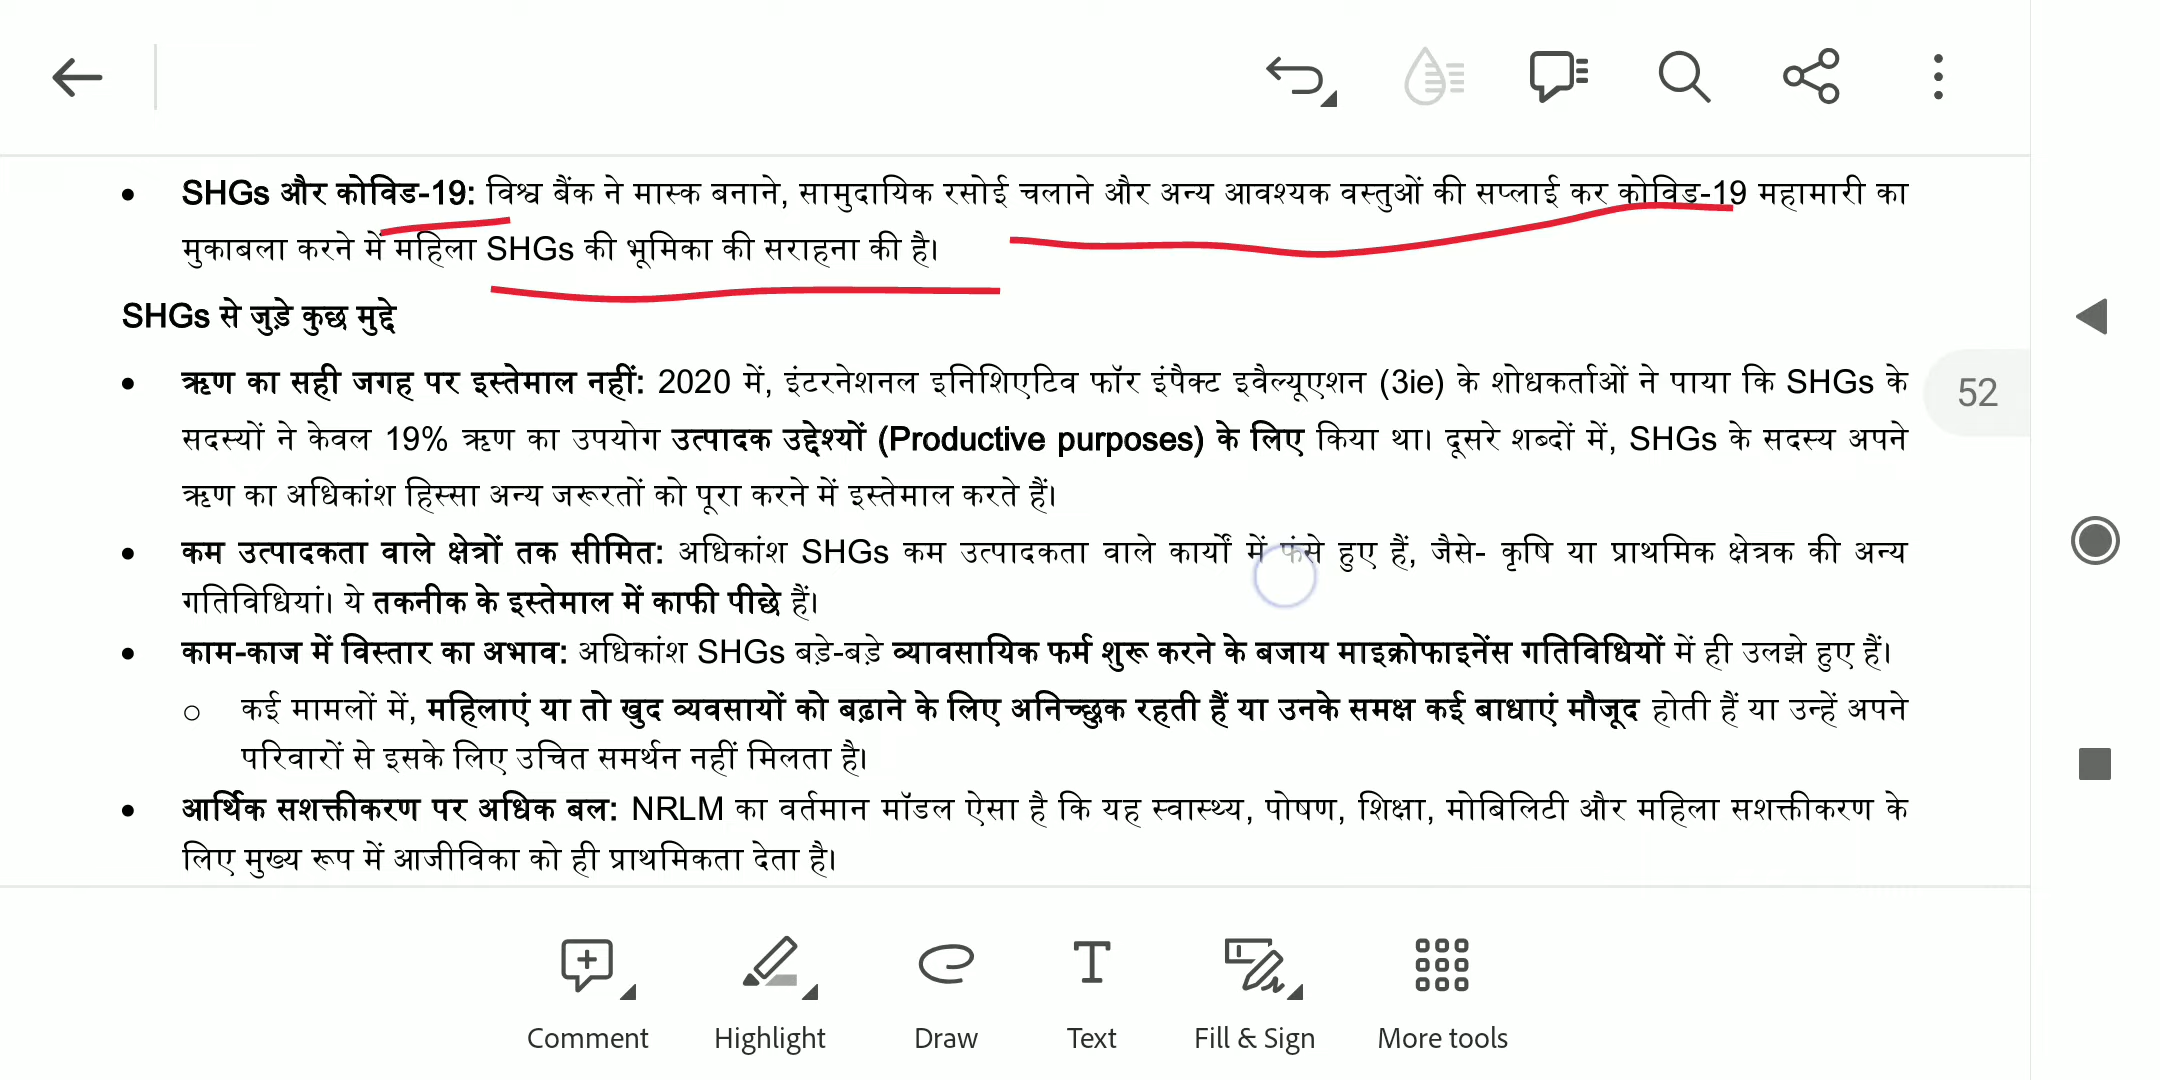 SHGs और कोविड-19: विश्व बैंक ने मास्क बनाने, सामुदायिक रसोई चलाने और अन्य आवश्यक वस्तुओं की सप्लाई कर कोविड-19 महामारी का
मुकाबला करने में महिला SHGs की भूमिका की सराहना की है।
SHGs से जुड़े कुछ मुद्दे
ऋण का सही जगह पर इस्तेमाल नहीं: 2020 में, इंटरनेशनल इनिशिएटिव फॉर इंपैक्ट इवैल्यूएशन (3ie) के शोधकर्ताओं ने पाया कि SHGs के
52
सदस्यों ने केवल 19% ऋण का उपयोग उत्पादक उद्देश्यों (Productive purposes) के लिए किया था। दूसरे शब्दों में, SHGs के सदस्य अपने
ऋण का अधिकांश हिस्सा अन्य जरूरतों को पूरा करने में इस्तेमाल करते हैं।
कम उत्पादकता वाले क्षेत्रों तक सीमित: अधिकांश SHGs कम उत्पादकता वाले कार्यों में फंसे हुए हैं, जैसे- कृषि या प्राथमिक क्षेत्रक की अन्य
गतिविधियां। ये तकनीक के इस्तेमाल में काफी पीछे हैं।
काम-काज में विस्तार का अभाव: अधिकांश SHGs बड़े-बड़े व्यावसायिक फर्म शुरू करने के बजाय माइक्रोफाइनेंस गतिविधियों में ही उलझे हुए हैं।
कई मामलों में, महिलाएं या तो खुद व्यवसायों को बढ़ाने के लिए अनिच्छुक रहती हैं या उनके समक्ष कई बाधाएं मौजूद होती हैं या उन्हें अपने
परिवारों से इसके लिए उचित समर्थन नहीं मिलता है।
आर्थिक सशक्तीकरण पर अधिक बल: NRLM का वर्तमान मॉडल ऐसा है कि यह स्वास्थ्य, पोषण, शिक्षा, मोबिलिटी और महिला सशक्तीकरण के
लिए मुख्य रूप में आजीविका को ही प्राथमिकता देता है।
Comment Highlight Draw Text Fill & Sign More tools